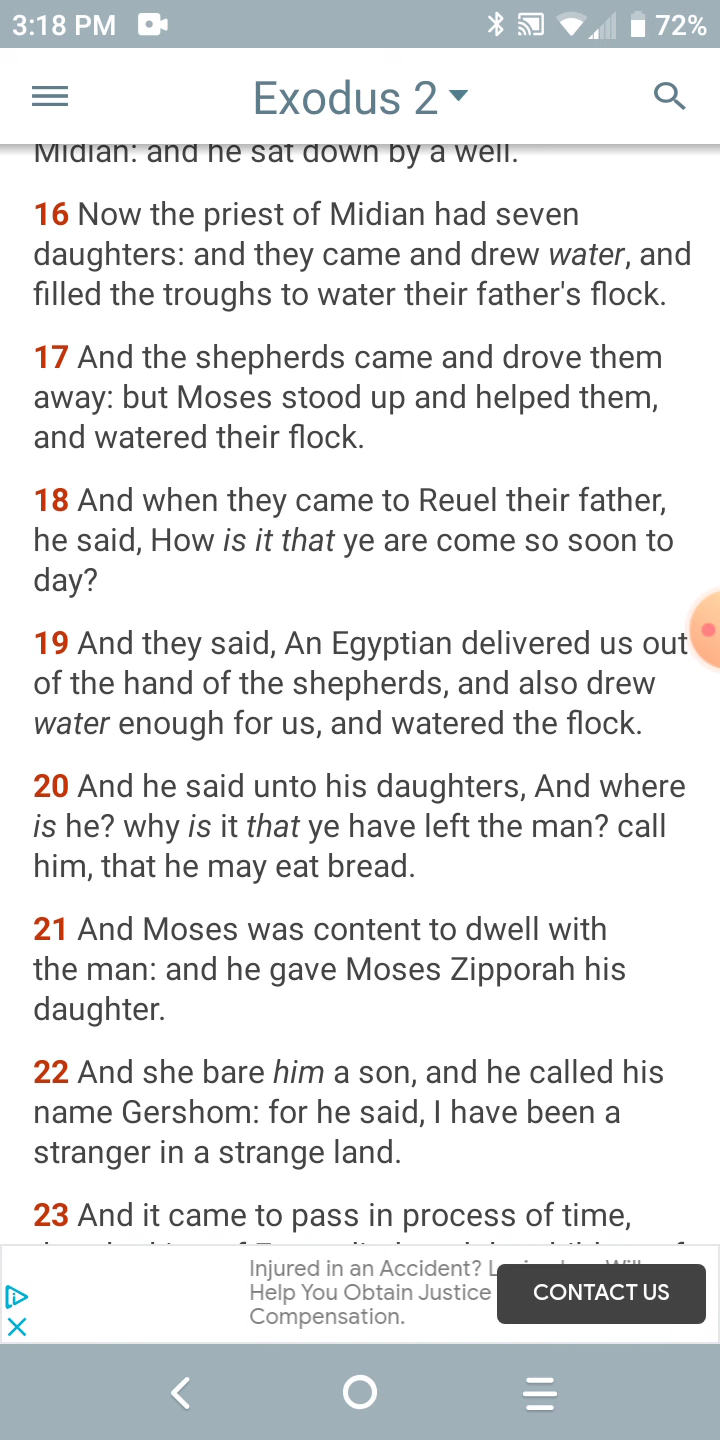 3:18 PM 72%
Exodus 2
Midian: and he sat down by a well.
16 Now the priest of Midian had seven
daughters: and they came and drew water, and
filled the troughs to water their father's flock.
17 And the shepherds came and drove them
away: but Moses stood up and helped them,
and watered their flock.
18 And when they came to Reuel their father,
he said, How is it that ye are come so soon to
day?
19 And they said, An Egyptian delivered us out
of the hand of the shepherds, and also drew
water enough for us, and watered the flock.
20 And he said unto his daughters, And where
is he? why is it that ye have left the man? call
him, that he may eat bread.
21 And Moses was content to dwell with
the man: and he gave Moses Zipporah his
daughter.
22 And she bare him a son, and he called his
name Gershom: for he said, I have been a
stranger in a strange land.
23 And it came to pass in process of time,
Injured in an Accident?
Help You Obtain Justice
Compensation.
CONTACT US